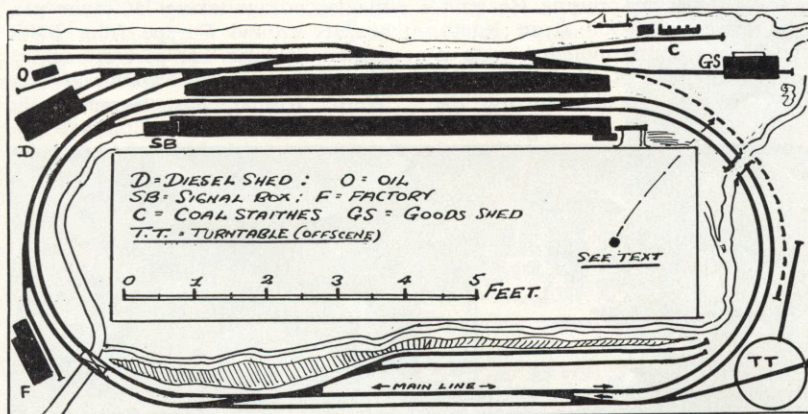 C
O
GS
D
SB
D = DIESEL SHED : O = OIL
SB = SIGNAL BOX ; F = FACTORY
C = COAL STAITHES GS = GOODS SHED
T.T. = TURNTABLE (OFFSCENE)
SEE TEXT
0 1 2 3 4 5 FEET.
F
TT
MAIN LINE